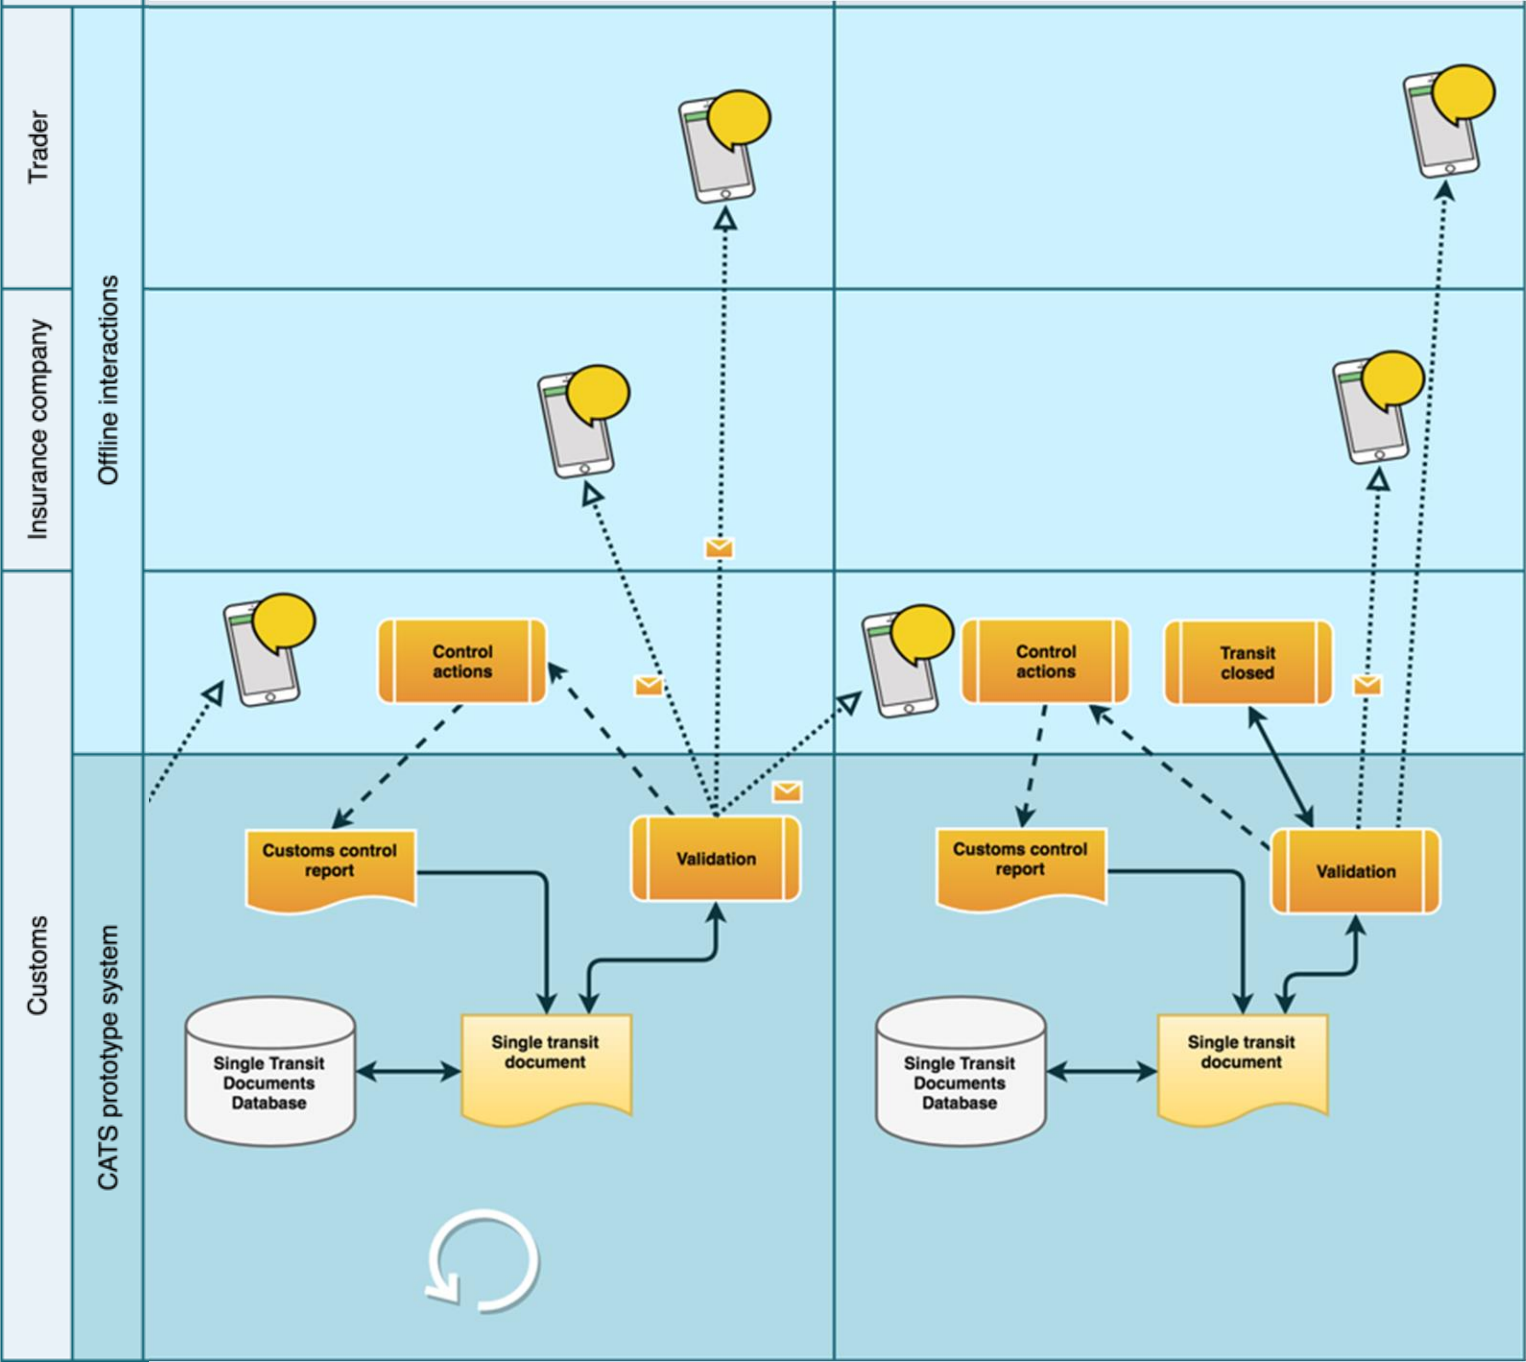 Trader
Insurance company
Customs
Offline interactions
CATS prototype system
Control
actions
Control
actions
Transit
closed
Customs control
report
Validation
Customs control
report
Validation
Single Transit
Documents
Database
Single transit
document
Single Transit
Documents
Database
Single transit
document